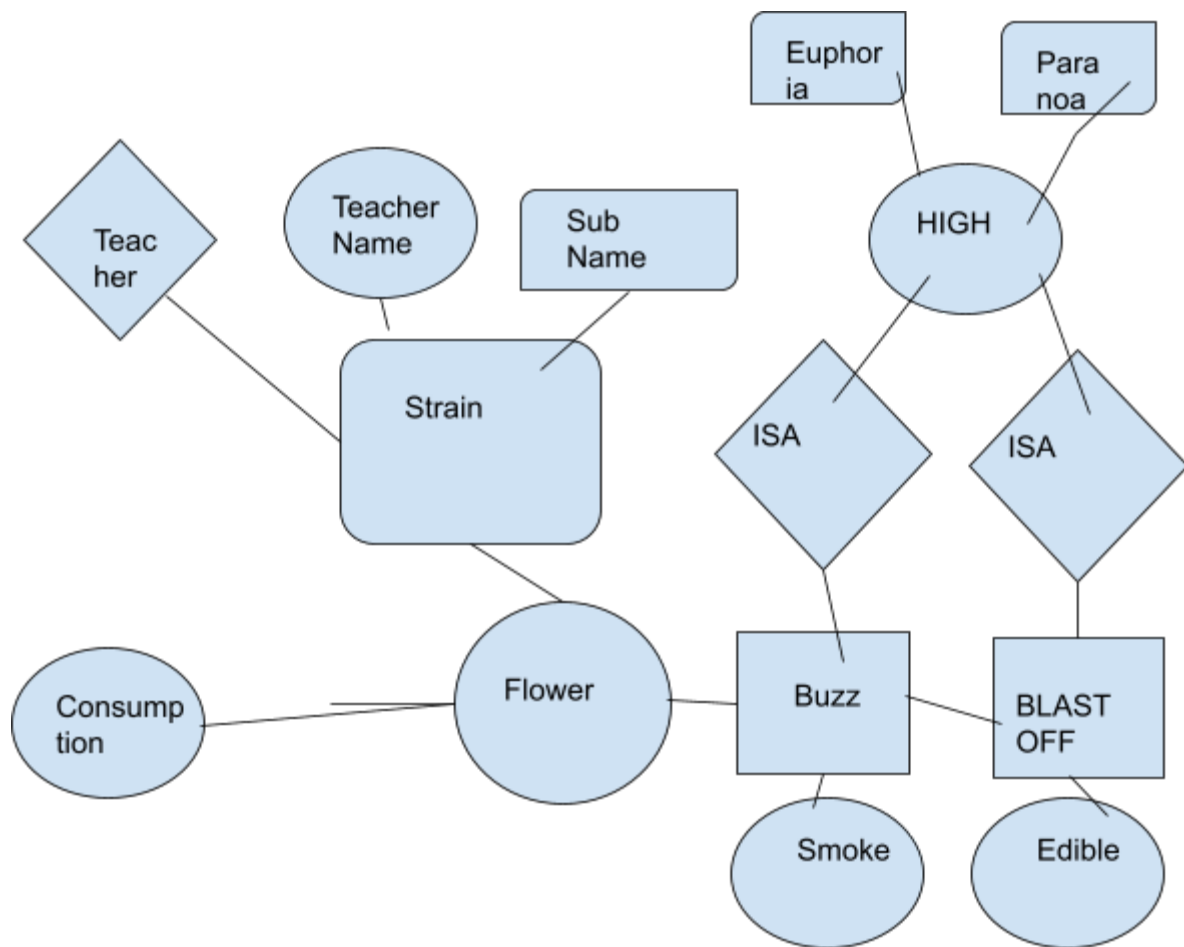 Euphor
ia
Para
noa
Teac
her
Teacher
Name
Sub
Name
HIGH
Strain
ISA
ISA
Consump
tion
Flower
Buzz
BLAST
OFF
Smoke
Edible